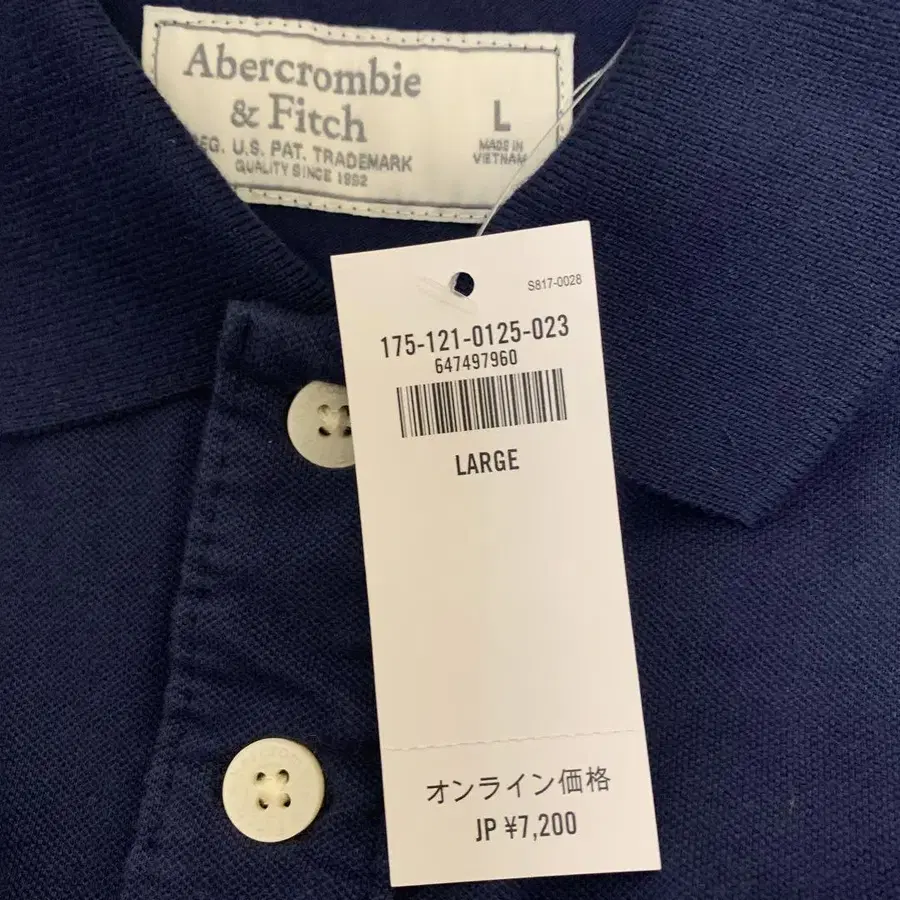 Abercrombie
& Fitch
REG. U.S. PAT. TRADEMARK
QUALITY SINCE 1892
L
MADE IN
VIETNAM
S817-0028
175-121-0125-023
647497960
LARGE
オンライン価格
JP ¥7,200